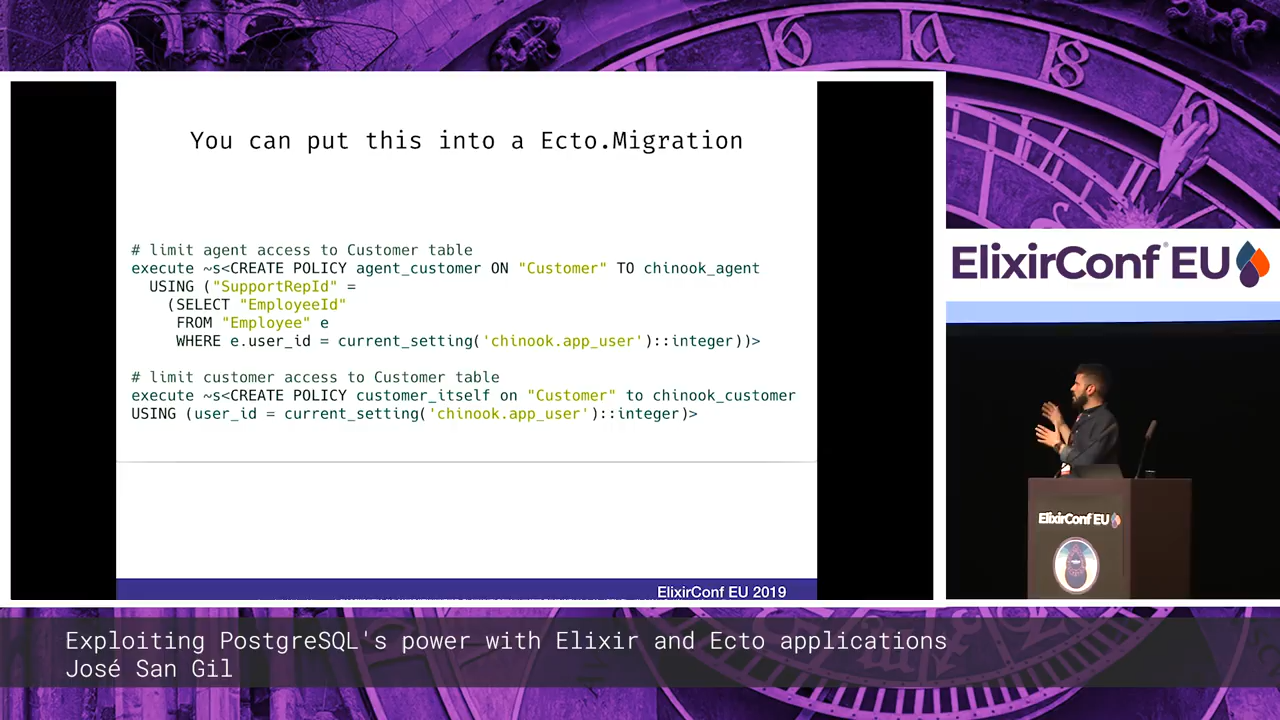 You can put this into a Ecto.Migration
# limit agent access to Customer table
execute ~s<CREATE POLICY agent_customer ON "Customer" TO chinook_agent
USING ("SupportRepId" =
(SELECT "EmployeeId"
FROM "Employee" e
WHERE e.user_id = current_setting('chinook.app_user')::integer))>
# limit customer access to Customer table
execute ~s<CREATE POLICY customer_itself on "Customer" to chinook_customer
USING (user_id = current_setting('chinook.app_user')::integer)>
ElixirConf EU 2019
ElixirConf® EU
ElixirConf EU
Exploiting PostgreSQL's power with Elixir and Ecto applications
José San Gil